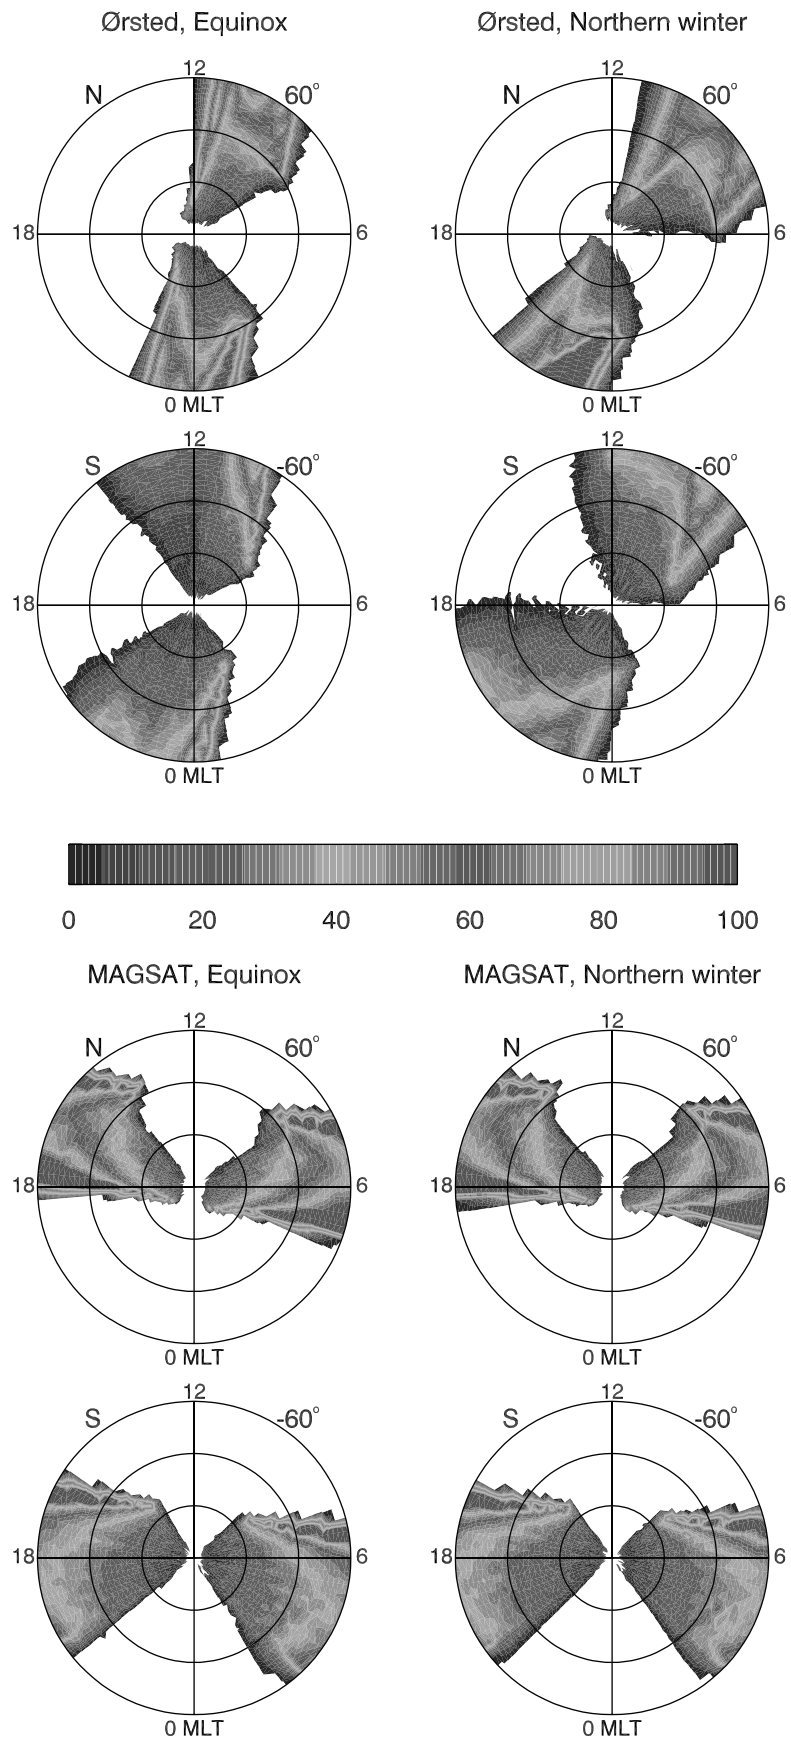 Ørsted, Equinox Ørsted, Northern winter
12 12
N 60° N 60°
18 6 18 6
0 MLT 0 MLT
12 12
S -60° S -60°
18 6 18 6
0 MLT 0 MLT
0 20 40 60 80 100
MAGSAT, Equinox MAGSAT, Northern winter
12 12
N 60° N 60°
18 6 18 6
0 MLT 0 MLT
12 12
S -60° S -60°
18 6 18 6
0 MLT 0 MLT